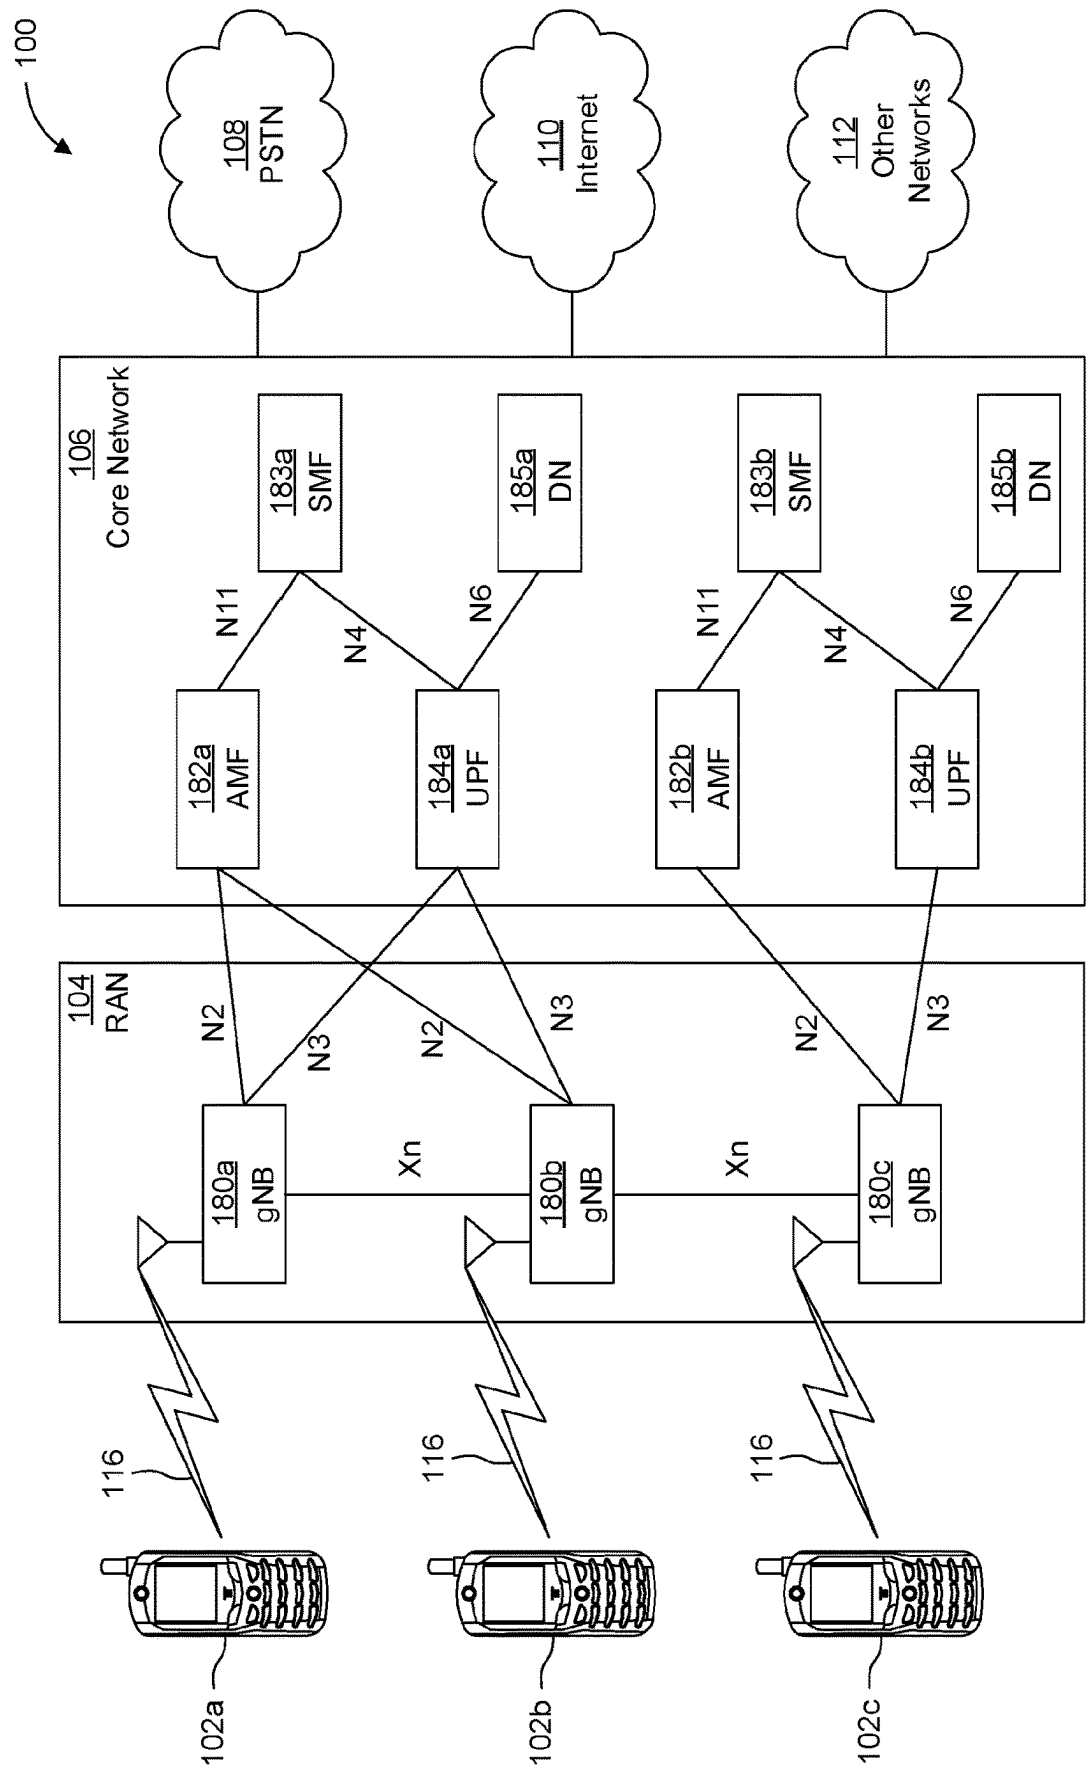 100
108
PSTN
110
Internet
112
Other
Networks
106
Core Network
183a
SMF
185a
DN
183b
SMF
185b
DN
N11
N4
N6
N11
N4
N6
182a
AMF
184a
UPF
182b
AMF
184b
UPF
104
RAN
N2
N3
N2
N3
N2
N3
180a
gNB
Xn
180b
gNB
Xn
180c
gNB
116
116
116
102a
102b
102c